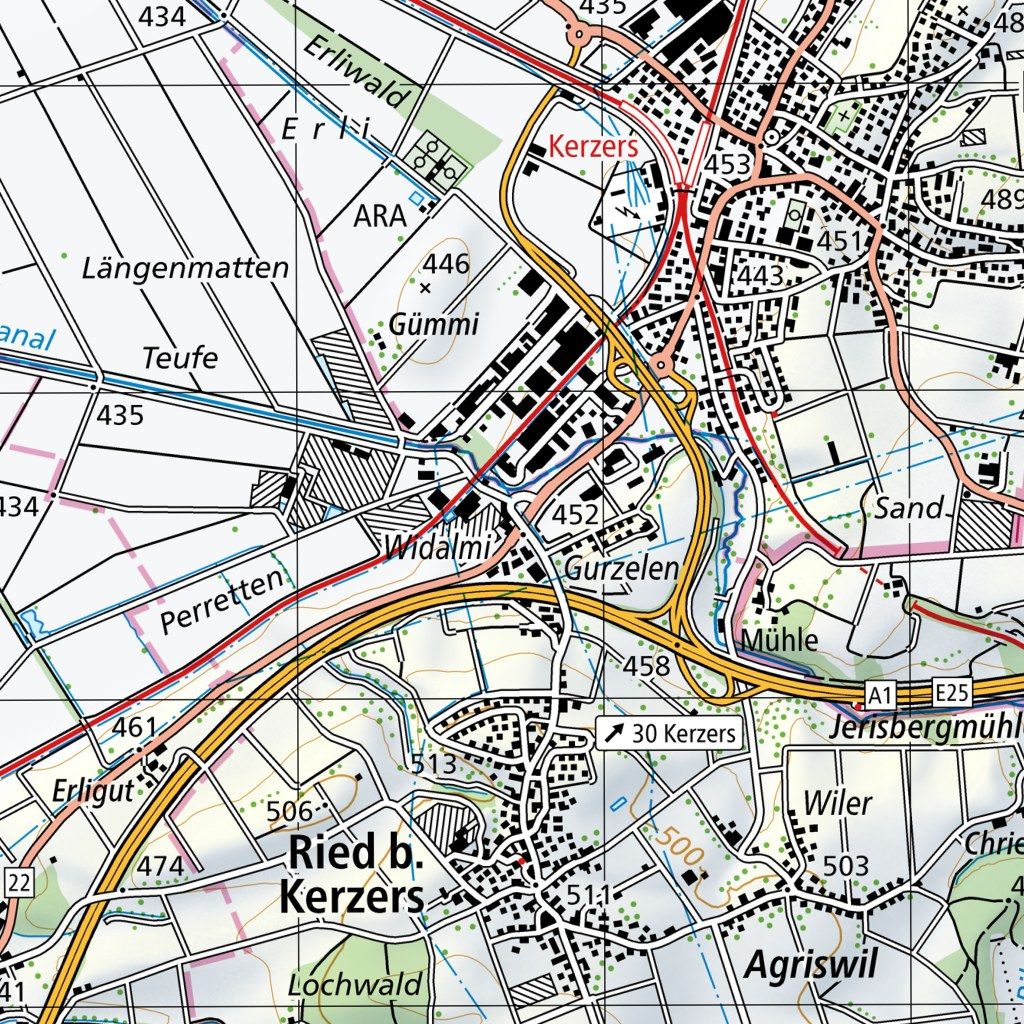 434
435
48
Erliwald
Erli
Kerzers
453
ARA
489
451
446
443
Längenmatten
Gümmi
anal
Teufe
435
434
452
Sand
Widalmi
Gurzelen
Perretten
Mühle
458
A1
E25
461
30 Kerzers
Jerisbergmühl
513
Erligut
506
Wiler
500
Ried b.
Kerzers
Chrie
474
503
22
511
4
Agriswil
Lochwald
41